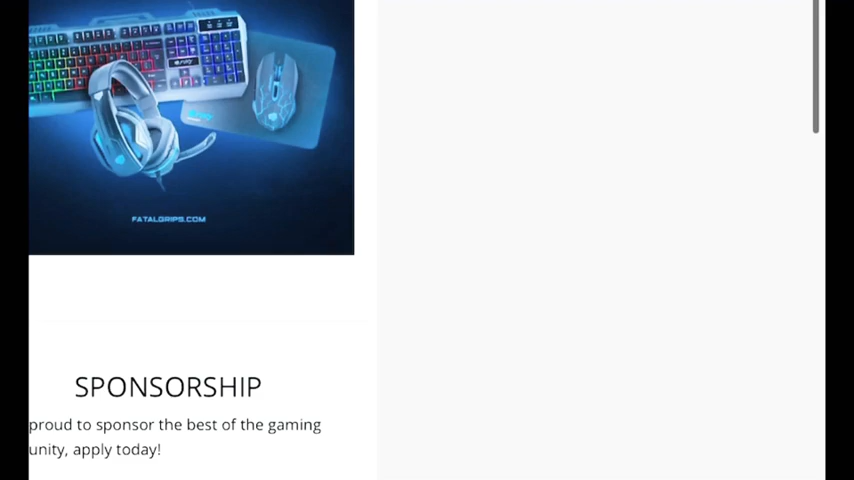 FATALGRIPS.COM
SPONSORSHIP
proud to sponsor the best of the gaming
unity, apply today!